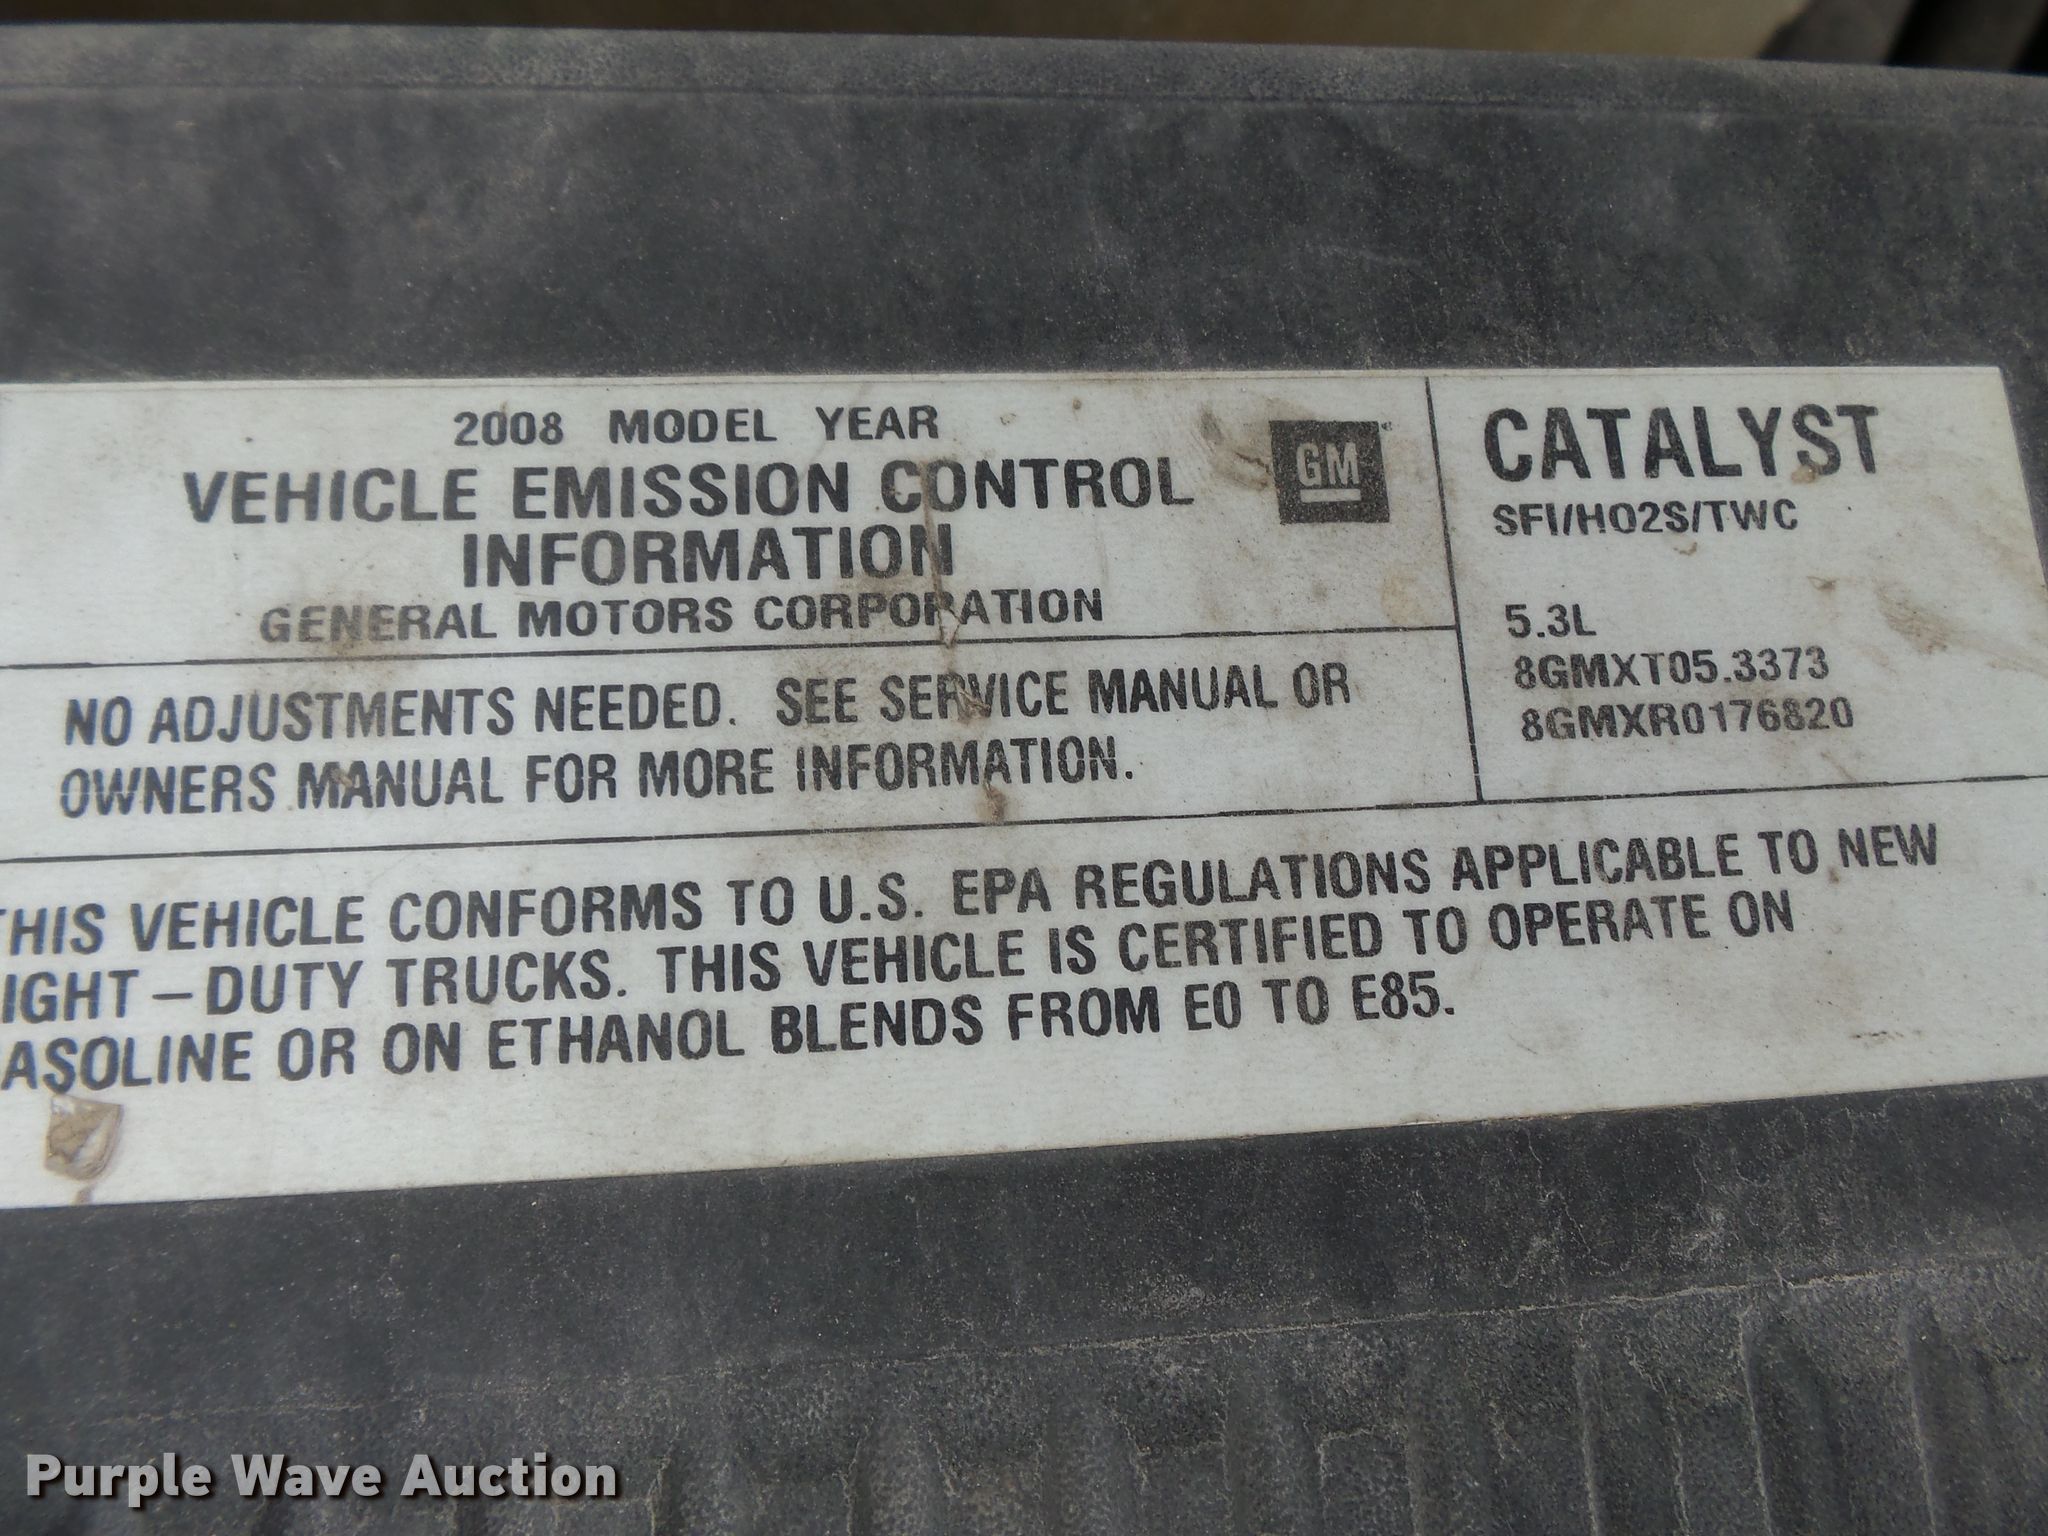 2008 MODEL YEAR
VEHICLE EMISSION CONTROL
INFORMATION
GENERAL MOTORS CORPORATION
GM
NO ADJUSTMENTS NEEDED. SEE SERVICE MANUAL OR
OWNERS MANUAL FOR MORE INFORMATION.
CATALYST
SFI/HO2S/TWC
5.3L
8GMXT05.3373
8GMXR0176820
THIS VEHICLE CONFORMS TO U.S. EPA REGULATIONS APPLICABLE TO NEW
IGHT-DUTY TRUCKS. THIS VEHICLE IS CERTIFIED TO OPERATE ON
ASOLINE OR ON ETHANOL BLENDS FROM E0 TO E85.
Purple Wave Auction